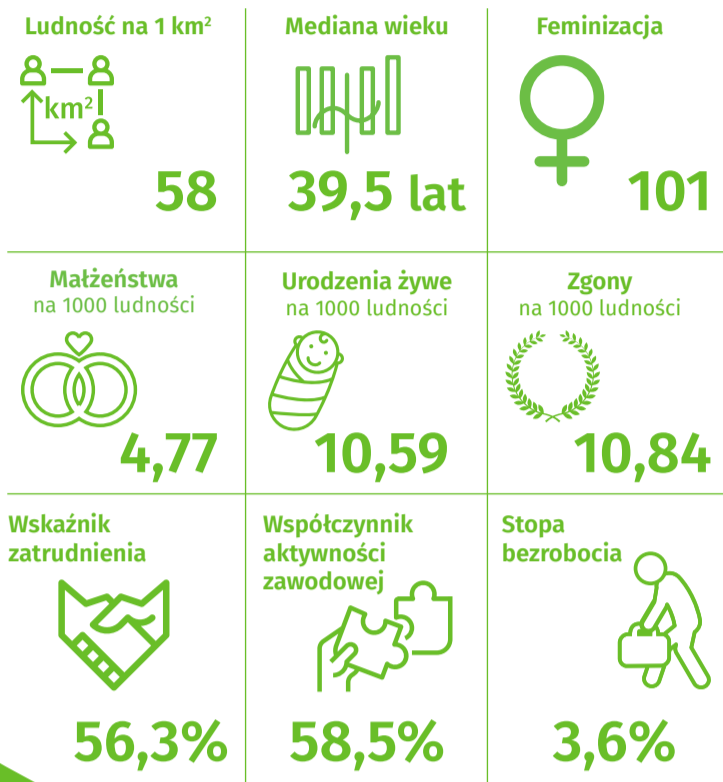 Ludność na 1 km²
km²
58
Mediana wieku
39,5 lat
Feminizacja
101
Małżeństwa
na 1000 ludności
4,77
Urodzenia żywe
na 1000 ludności
10,59
Zgony
na 1000 ludności
10,84
Wskaźnik
zatrudnienia
56,3%
Współczynnik
aktywności
zawodowej
58,5%
Stopa
bezrobocia
3,6%